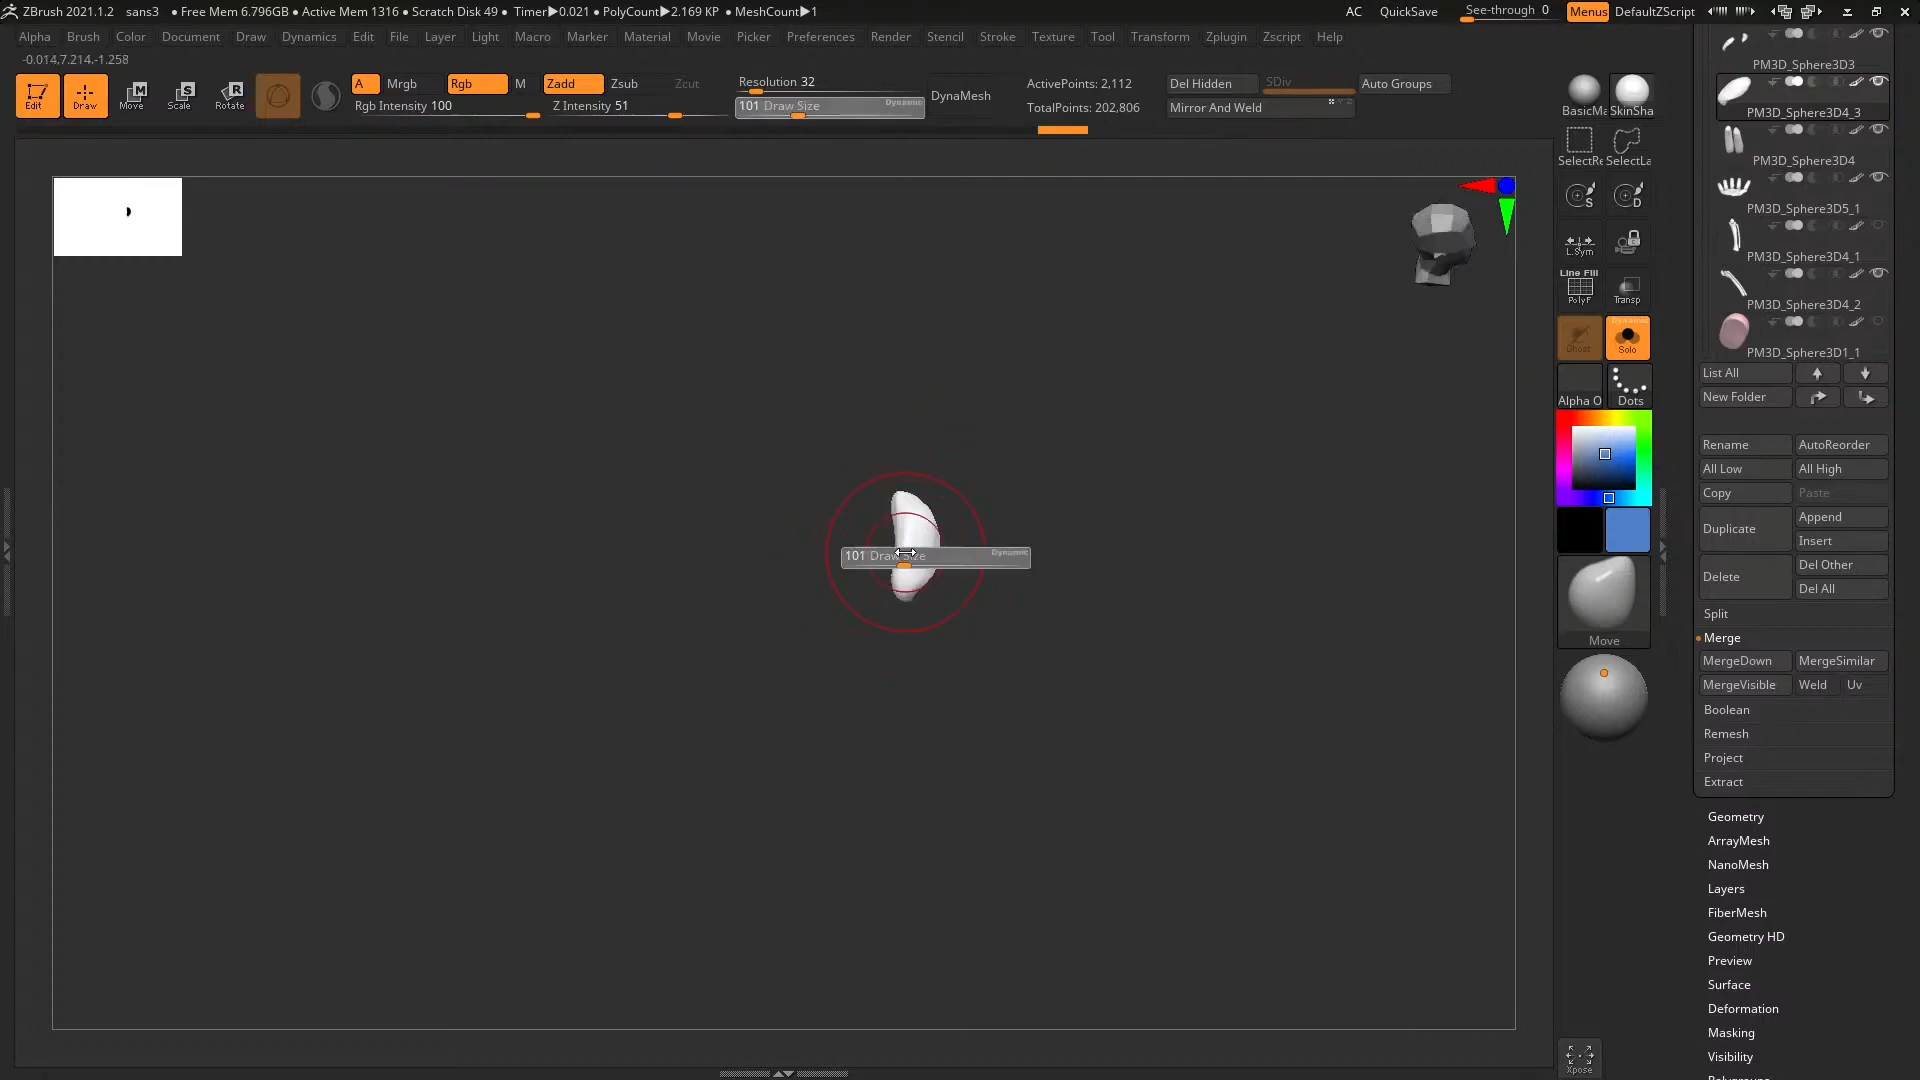 ZBrush 2021.1.2 sans3 • Free Mem 6.796GB • Active Mem 1316 • Scratch Disk 49 • Timer▶0.021 • PolyCount▶2.169 KP • MeshCount▶1 AC QuickSave See-through 0 Menus DefaultZScript
Alpha Brush Color Document Draw Dynamics Edit File Layer Light Macro Marker Material Movie Picker Preferences Render Stencil Stroke Texture Tool Transform Zplugin Zscript Help
-0.014,7.214,-1.258
Edit Draw Move Scale Rotate
A Mrgb Rgb M Zadd Zsub Zcut
Rgb Intensity 100 Z Intensity 51
Resolution 32
101 Draw Size Dynamic
DynaMesh
ActivePoints: 2,112
TotalPoints: 202,806
Del Hidden SDiv Auto Groups
Mirror And Weld
BasicMa SkinSha
SelectRe SelectLa
S D
L.Sym
Line Fill
PolyF Transp
Dynamic
Ghost Solo
Alpha O Dots
Move
Xpose
101 Draw Size Dynamic
PM3D_Sphere3D3
PM3D_Sphere3D4_3
PM3D_Sphere3D4
PM3D_Sphere3D5_1
PM3D_Sphere3D4_1
PM3D_Sphere3D4_2
PM3D_Sphere3D1_1
List All
New Folder
Rename AutoReorder
All Low All High
Copy Paste
Duplicate Append
Insert
Delete Del Other
Del All
Split
Merge
MergeDown MergeSimilar
MergeVisible Weld Uv
Boolean
Remesh
Project
Extract
Geometry
ArrayMesh
NanoMesh
Layers
FiberMesh
Geometry HD
Preview
Surface
Deformation
Masking
Visibility